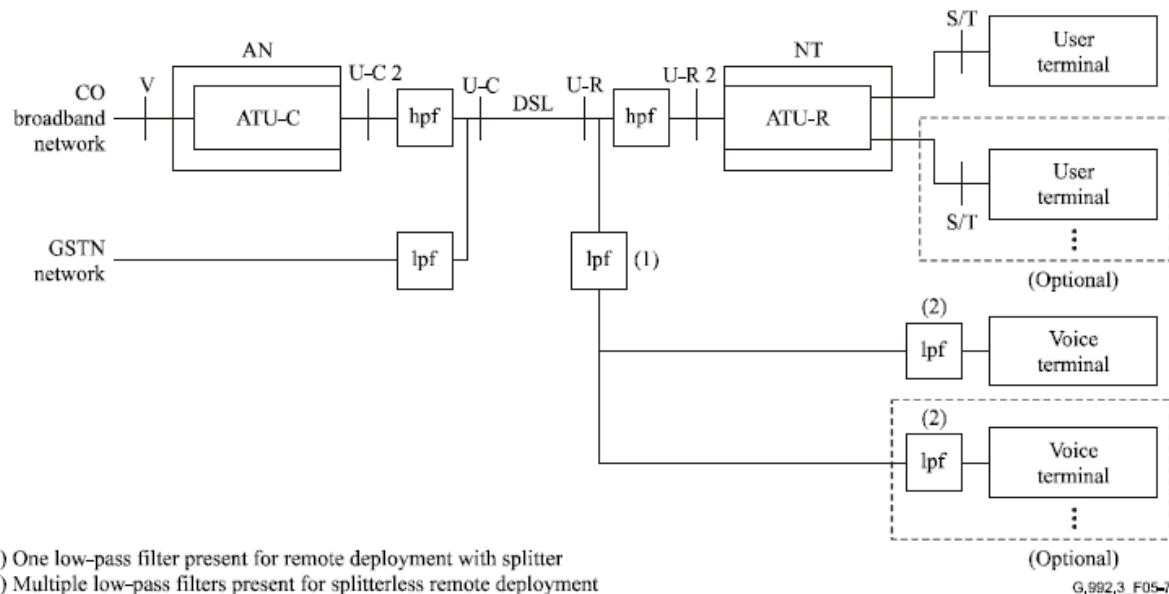 AN
NT
S/T
User
terminal
V
U-C 2
U-C
DSL
U-R
U-R 2
CO
broadband
network
ATU-C
hpf
hpf
ATU-R
User
terminal
S/T
(Optional)
GSTN
network
lpf
lpf
(1)
(2)
lpf
Voice
terminal
(2)
lpf
Voice
terminal
(Optional)
) One low-pass filter present for remote deployment with splitter
) Multiple low-pass filters present for splitterless remote deployment
G,992,3_F05-7